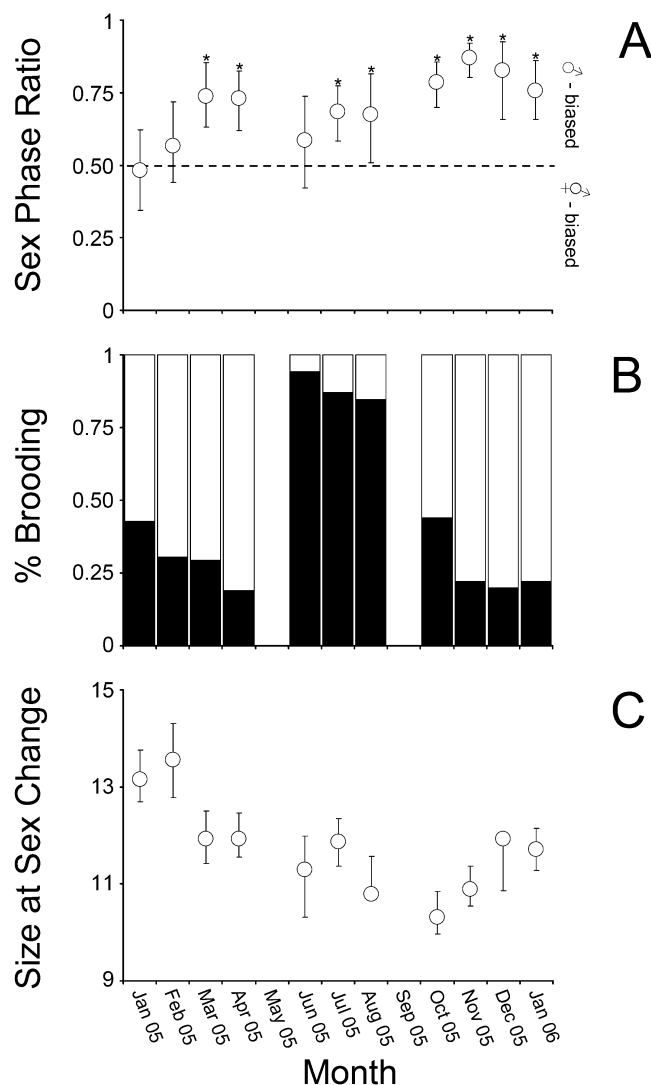 A
Sex Phase Ratio
1
0.75
0.50
0.25
0
* * * * * * * * *
♂ - biased
⚥ - biased
B
% Brooding
1
0.75
0.50
0.25
0
C
Size at Sex Change
15
13
11
9
Jan 05
Feb 05
Mar 05
Apr 05
May 05
Jun 05
Jul 05
Aug 05
Sep 05
Oct 05
Nov 05
Dec 05
Jan 06
Month